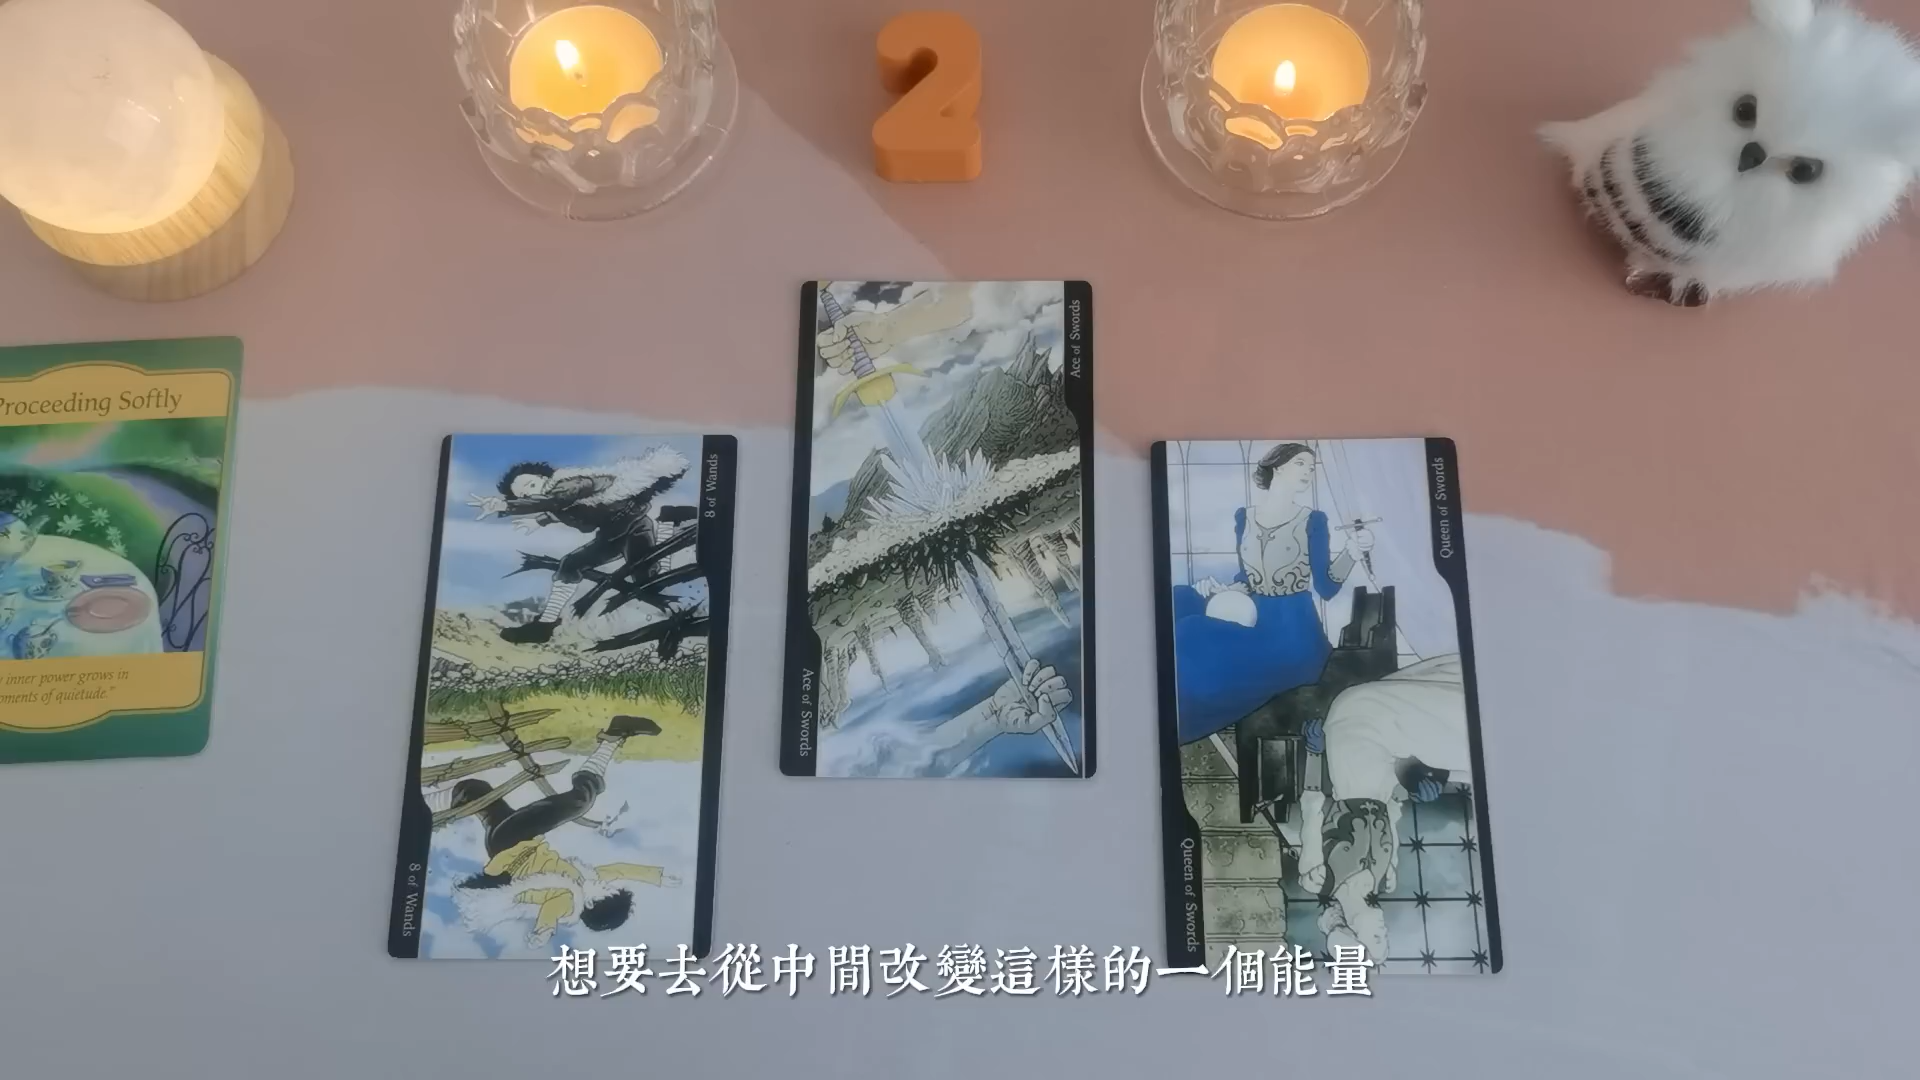 2
Proceeding Softly
inner power grows in
ments of quietude."
8 of Wands
8 of Wands
Ace of Swords
Ace of Swords
Queen of Swords
Queen of Swords
想要去從中間改變這樣的一個能量